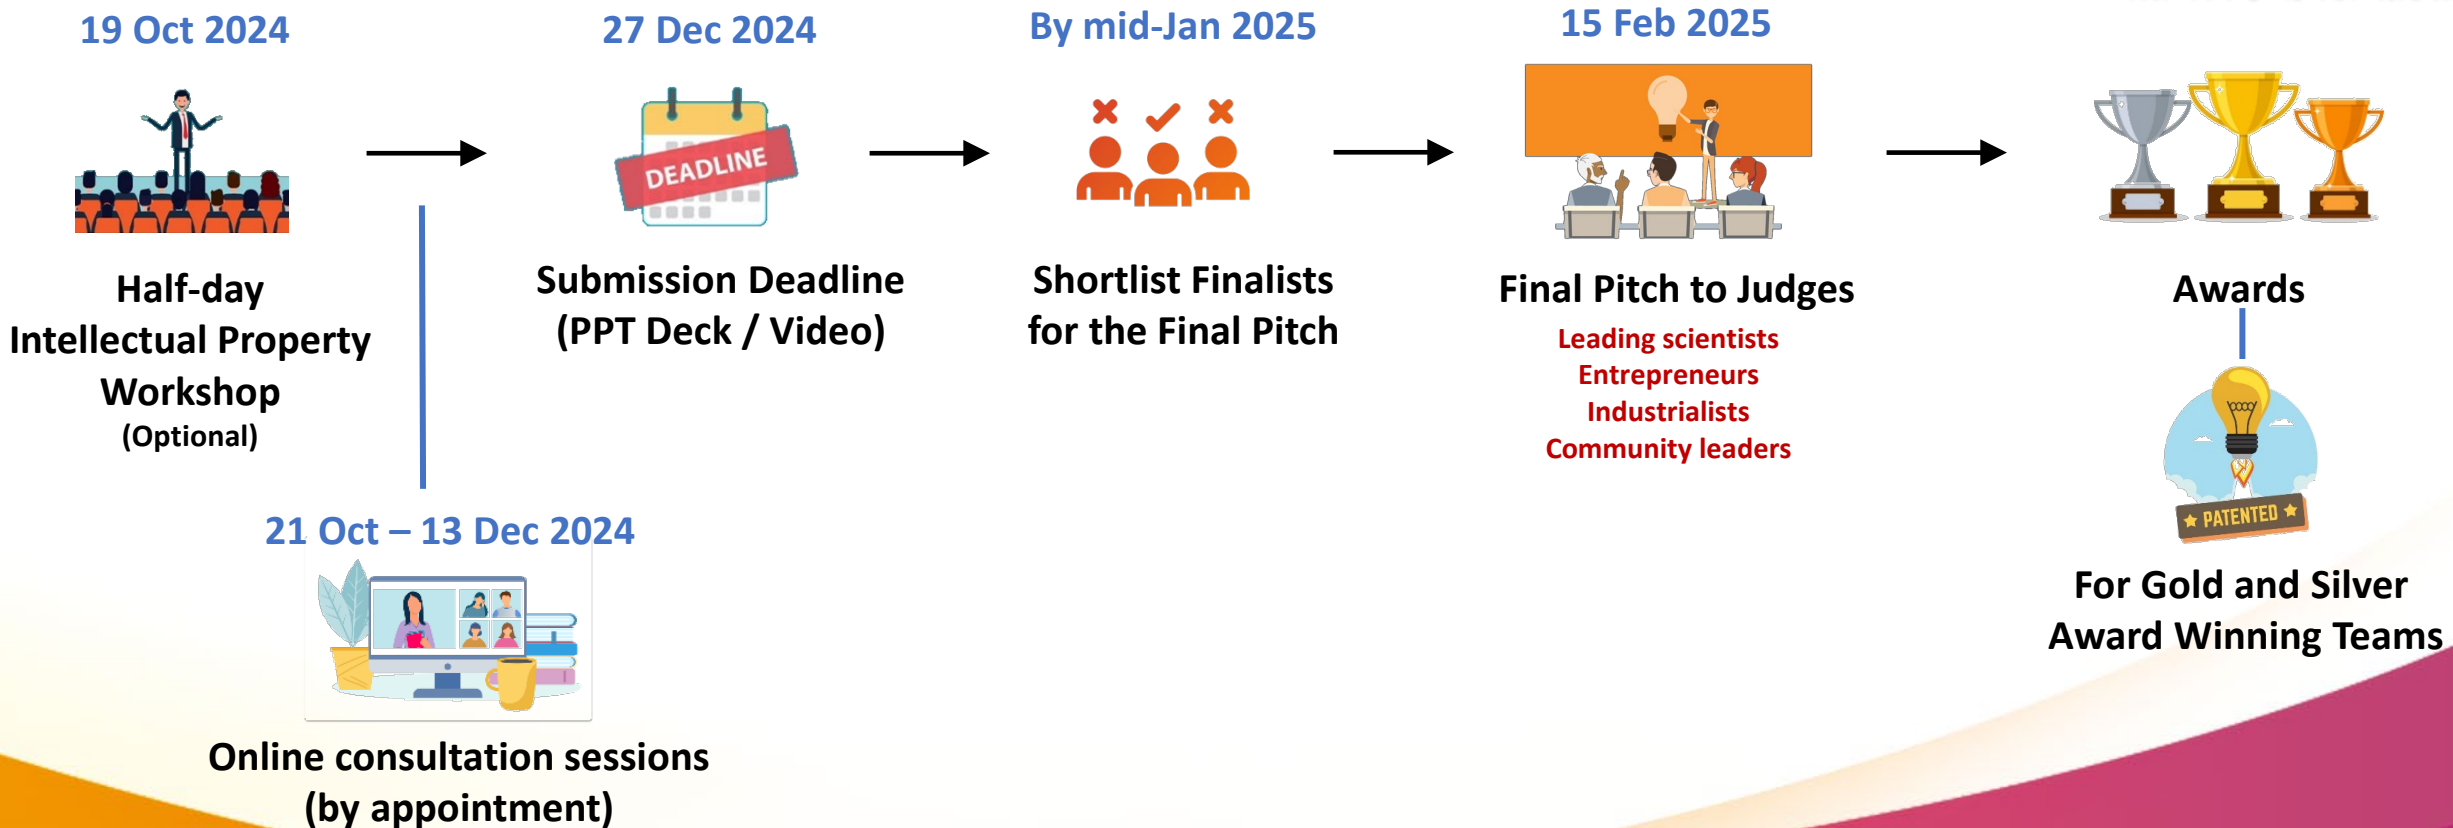 19 Oct 2024
Half-day
Intellectual Property
Workshop
(Optional)
21 Oct – 13 Dec 2024
Online consultation sessions
(by appointment)
27 Dec 2024
DEADLINE
Submission Deadline
(PPT Deck / Video)
By mid-Jan 2025
Shortlist Finalists
for the Final Pitch
15 Feb 2025
Final Pitch to Judges
Leading scientists
Entrepreneurs
Industrialists
Community leaders
Awards
PATENTED
For Gold and Silver
Award Winning Teams